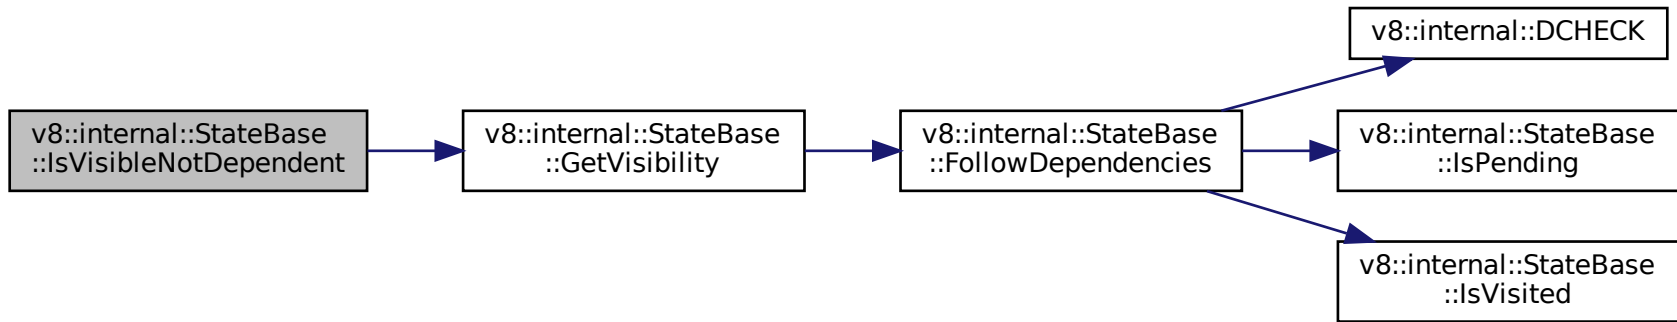 v8::internal::StateBase
::IsVisibleNotDependent
v8::internal::StateBase
::GetVisibility
v8::internal::StateBase
::FollowDependencies
v8::internal::DCHECK
v8::internal::StateBase
::IsPending
v8::internal::StateBase
::IsVisited